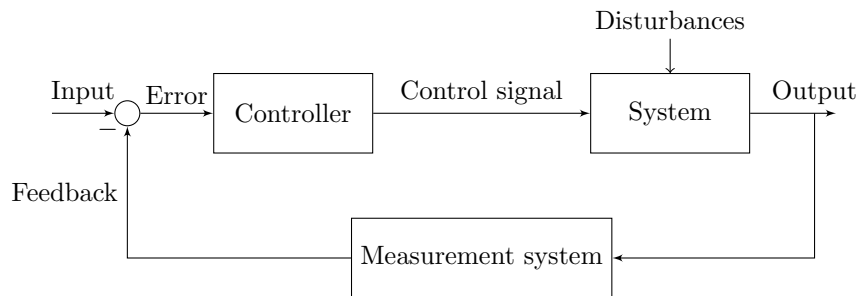 Disturbances
Input
Error
Controller
Control signal
System
Output
−
Feedback
Measurement system